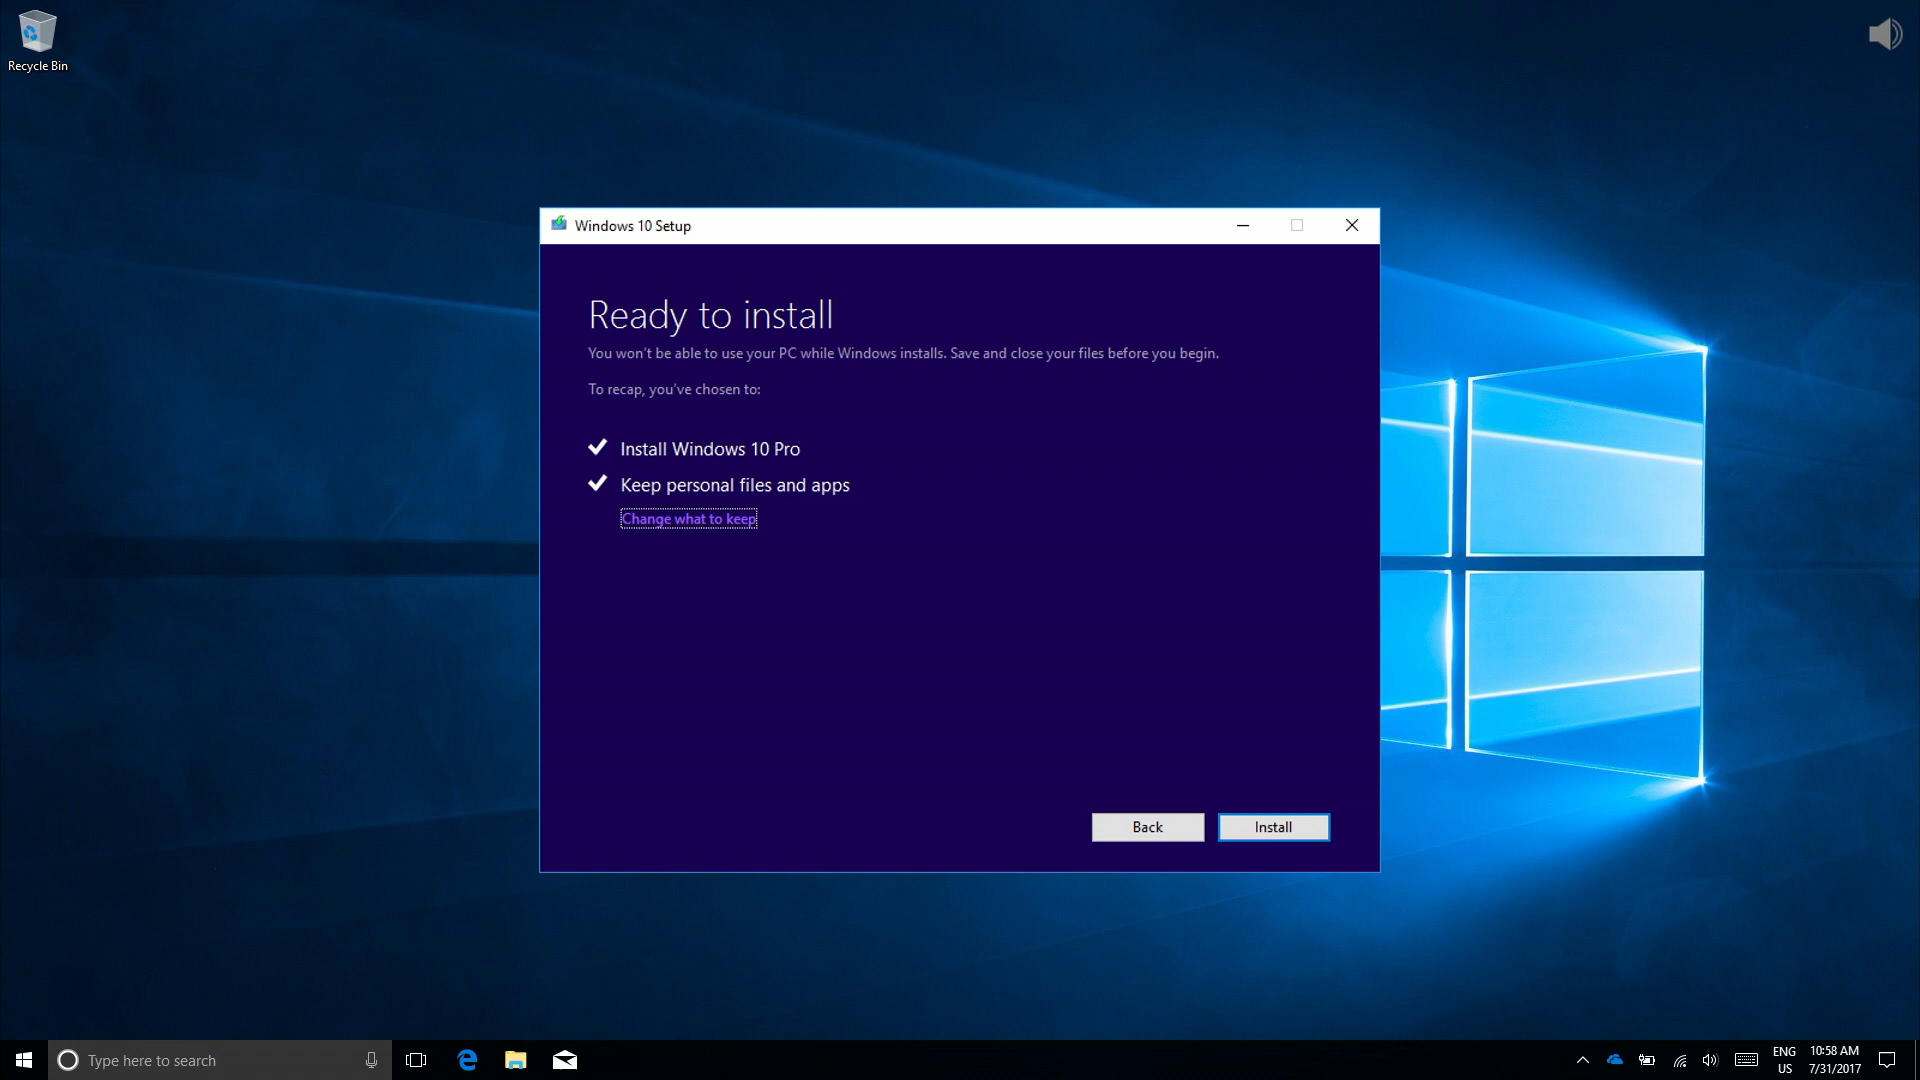 Recycle Bin
Windows 10 Setup
Ready to install
You won't be able to use your PC while Windows installs. Save and close your files before you begin.
To recap, you've chosen to:
Install Windows 10 Pro
Keep personal files and apps
Change what to keep
Back
Install
Type here to search
ENG
US
10:58 AM
7/31/2017